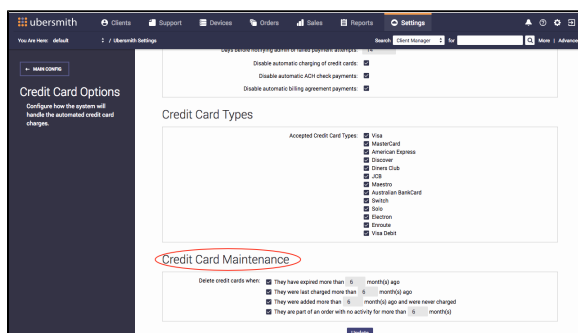 ubersmith
Clients
Support
Devices
Orders
Sales
Reports
Settings
You Are Here: default : / Ubersmith Settings
Search Client Manager for
More | Advanced
Days before notifying admin of failed payment attempts: 14
Disable automatic charging of credit cards:
Disable automatic ACH check payments:
Disable automatic billing agreement payments:
← MAIN CONFIG
Credit Card Options
Configure how the system will
handle the automated credit card
charges.
Credit Card Types
Accepted Credit Card Types: Visa
MasterCard
American Express
Discover
Diners Club
JCB
Maestro
Australian BankCard
Switch
Solo
Electron
Enroute
Visa Debit
Credit Card Maintenance
Delete credit cards when: They have expired more than 6 month(s) ago
They were last charged more than 6 month(s) ago
They were added more than 6 month(s) ago and were never charged
They are part of an order with no activity for more than 6 month(s)
Update